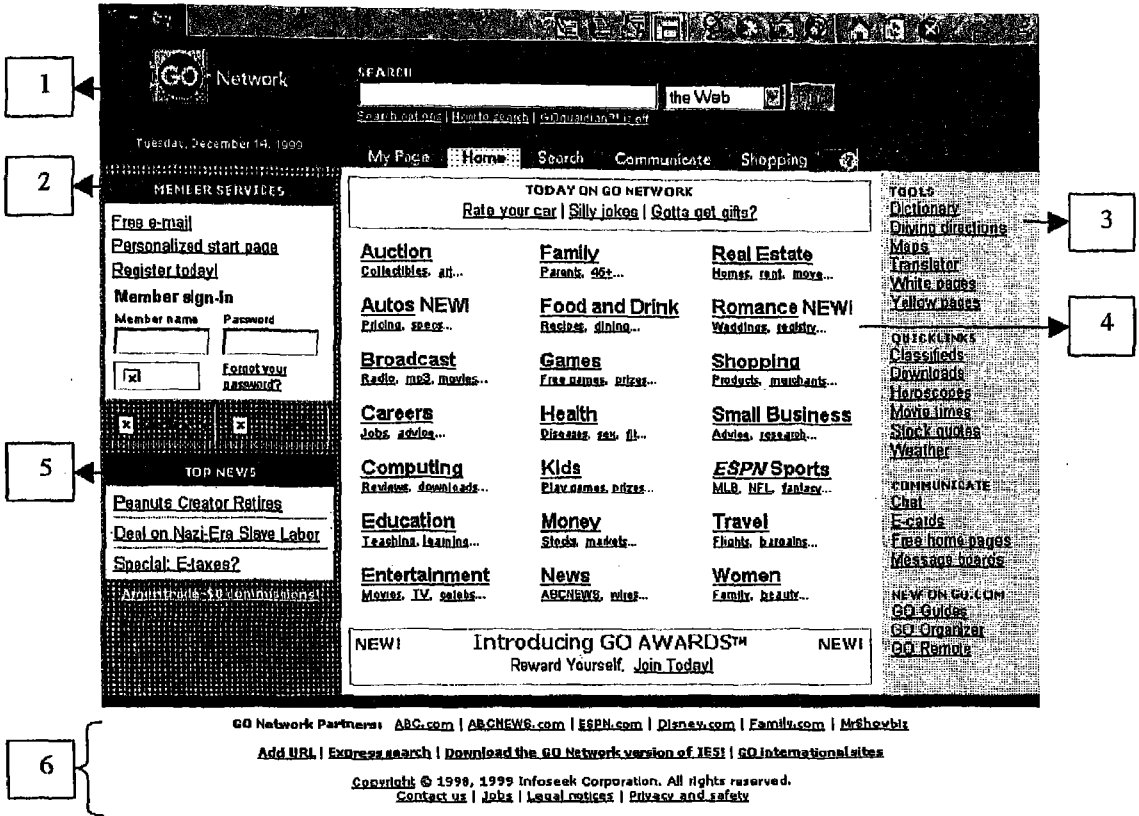 1
GO Network
SEARCH
the Web
Search options | How to search | GOguardian™ is off
Tuesday, December 14, 1999
My Page Home Search Communicate Shopping
2
MEMBER SERVICES
Free e-mail
Personalized start page
Register today!
Member sign-in
Member name Password
Forgot your
password?
5
TOP NEWS
Peanuts Creator Retires
Deal on Nazi-Era Slave Labor
Special: E-taxes?
Ameritrade-$0 commissions!
TODAY ON GO NETWORK
Rate your car | Silly jokes | Gotta get gifts?
Auction
Collectibles, art...
Family
Parents, 45+...
Real Estate
Homes, rent, move...
Autos NEW!
Pricing, specs...
Food and Drink
Recipes, dining...
Romance NEW!
Weddings, registry...
Broadcast
Radio, mp3, movies...
Games
Free games, prizes...
Shopping
Products, merchants...
Careers
Jobs, advice...
Health
Diseases, sex, fit...
Small Business
Advice, research...
Computing
Reviews, downloads...
Kids
Play games, prizes...
ESPN Sports
MLB, NFL, fantasy...
Education
Teaching, learning...
Money
Stocks, markets...
Travel
Flights, bargains...
Entertainment
Movies, TV, celebs...
News
ABCNEWS, wires...
Women
Family, beauty...
NEW! Introducing GO AWARDS™ NEW!
Reward Yourself. Join Today!
TOOLS
Dictionary
Driving directions
Maps
Translator
White pages
Yellow pages
3
4
QUICKLINKS
Classifieds
Downloads
Horoscopes
Movie times
Stock quotes
Weather
COMMUNICATE
Chat
E-cards
Free home pages
Message boards
NEW ON GO.COM
GO Guides
GO Organizer
GO Remote
6
GO Network Partners: ABC.com | ABCNEWS.com | ESPN.com | Disney.com | Family.com | MrShowbiz
Add URL | Express search | Download the GO Network version of IE5! | GO international sites
Copyright © 1998, 1999 Infoseek Corporation. All rights reserved.
Contact us | Jobs | Legal notices | Privacy and safety